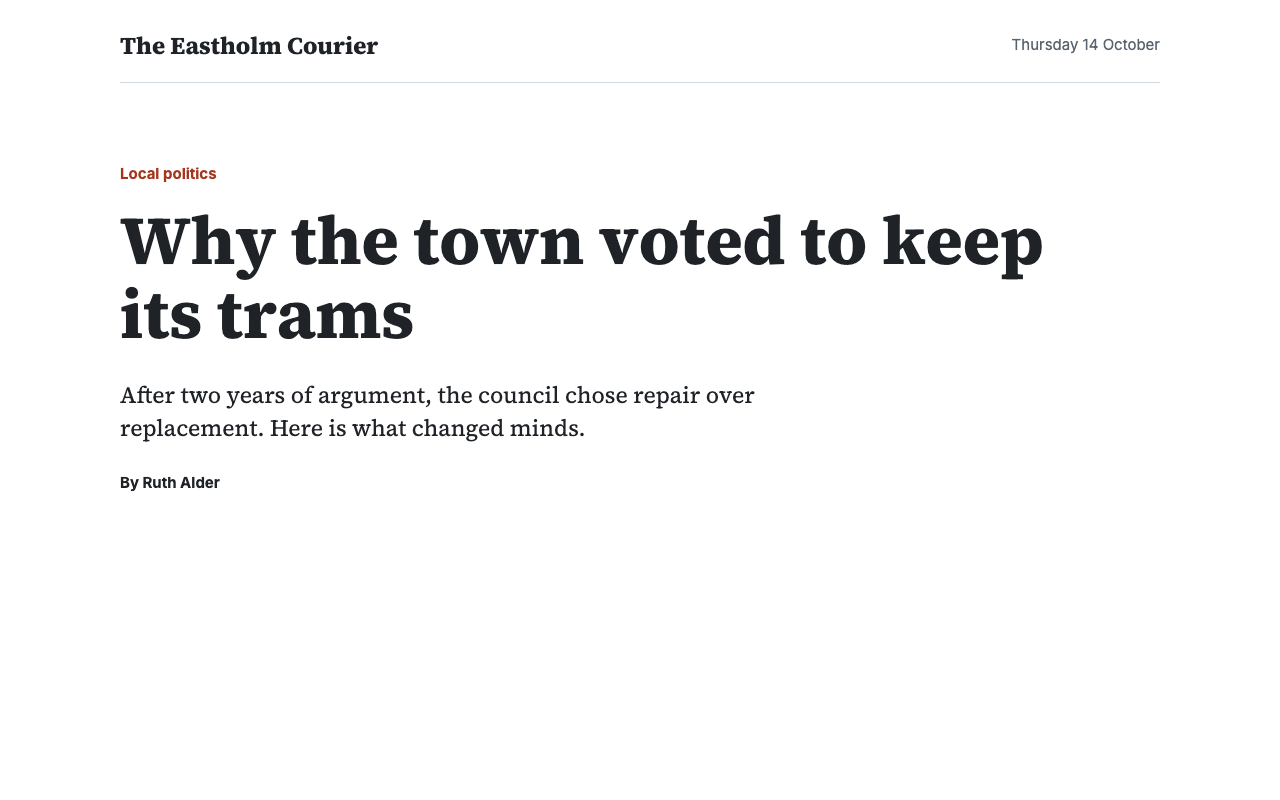 The Eastholm Courier
Thursday 14 October
Local politics
Why the town voted to keep
its trams
After two years of argument, the council chose repair over
replacement. Here is what changed minds.
By Ruth Alder